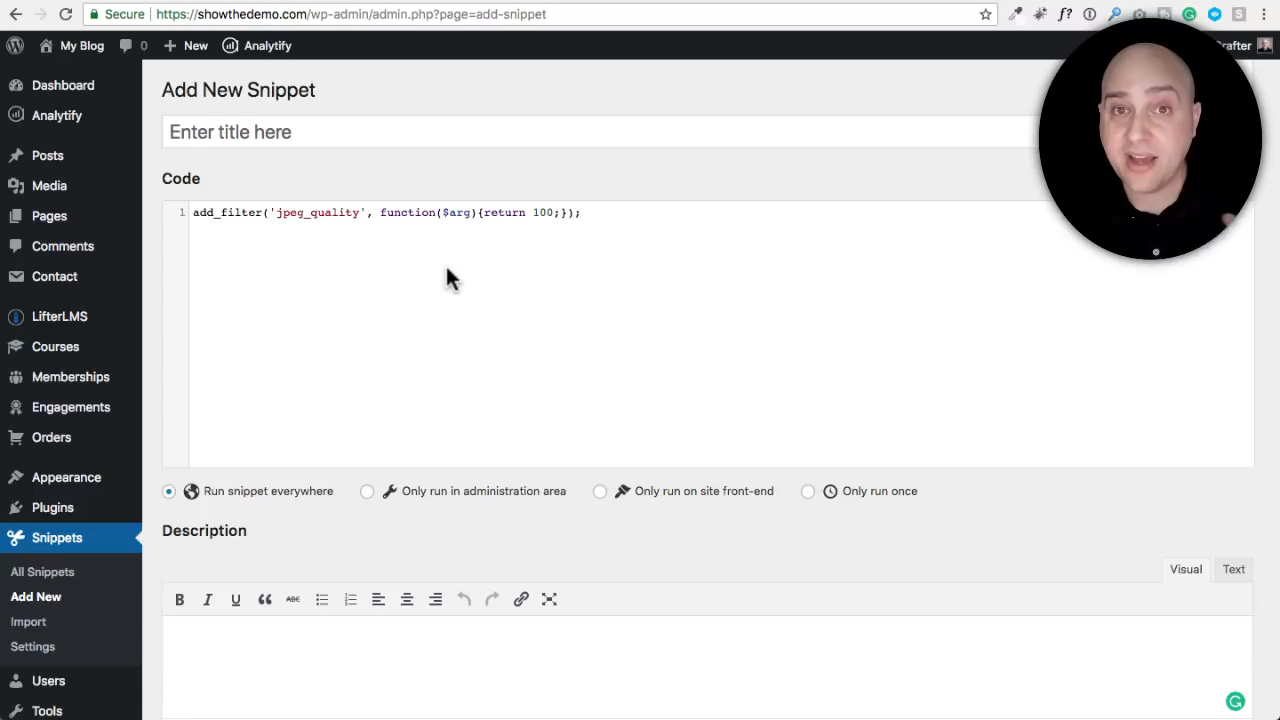 Secure https://showthedemo.com/wp-admin/admin.php?page=add-snippet
My Blog 0 New Analytify
rafter
Dashboard
Analytify
Posts
Media
Pages
Comments
Contact
LifterLMS
Courses
Memberships
Engagements
Orders
Appearance
Plugins
Snippets
All Snippets
Add New
Import
Settings
Users
Tools
Add New Snippet
Enter title here
Code
1 add_filter('jpeg_quality', function($arg){return 100;});
Run snippet everywhere Only run in administration area Only run on site front-end Only run once
Description
Visual Text
B I U ABC